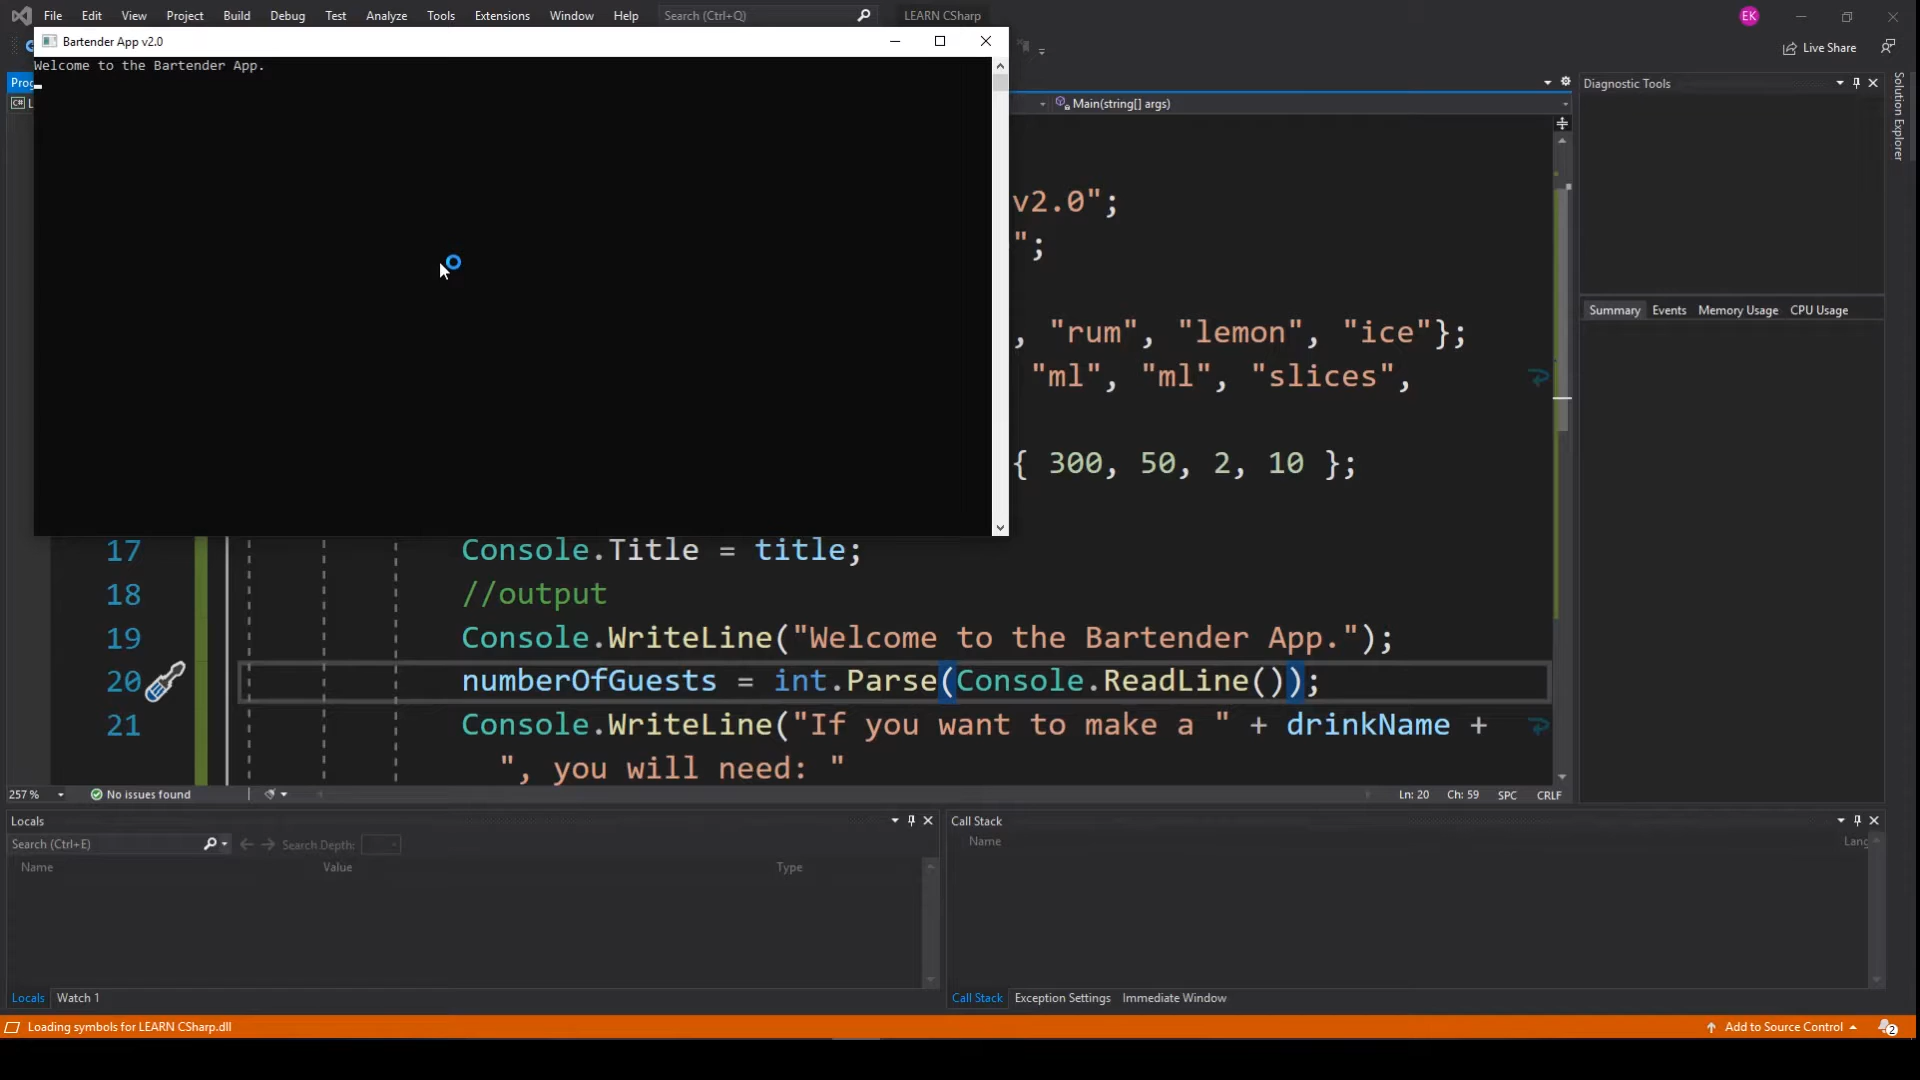 File Edit View Project Build Debug Test Analyze Tools Extensions Window Help Search (Ctrl+Q) LEARN CSharp EK
Bartender App v2.0
Live Share
Welcome to the Bartender App.
Diagnostic Tools
Main(string[] args)
Solution Explorer
v2.0";
";
, "rum", "lemon", "ice"};
"ml", "ml", "slices",
{ 300, 50, 2, 10 };
Summary Events Memory Usage CPU Usage
17 Console.Title = title;
18 //output
19 Console.WriteLine("Welcome to the Bartender App.");
20 numberOfGuests = int.Parse(Console.ReadLine());
21 Console.WriteLine("If you want to make a " + drinkName +
", you will need: "
257 % No issues found Ln: 20 Ch: 59 SPC CRLF
Locals
Search (Ctrl+E) Search Depth:
Name Value Type
Call Stack
Name
Locals Watch 1
Call Stack Exception Settings Immediate Window
Loading symbols for LEARN CSharp.dll Add to Source Control 2